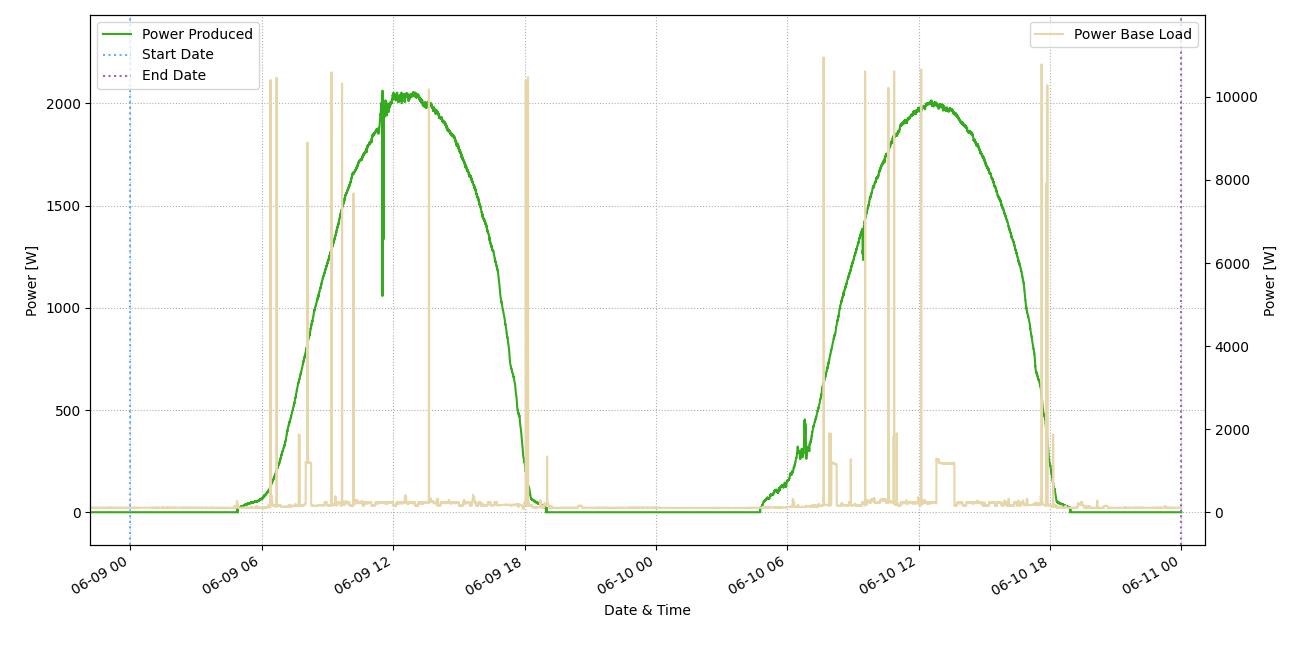 Power Produced
Start Date
End Date
Power Base Load
2000
1500
1000
500
0
Power [W]
10000
8000
6000
4000
2000
0
Power [W]
06-09 00
06-09 06
06-09 12
06-09 18
06-10 00
06-10 06
06-10 12
06-10 18
06-11 00
Date & Time